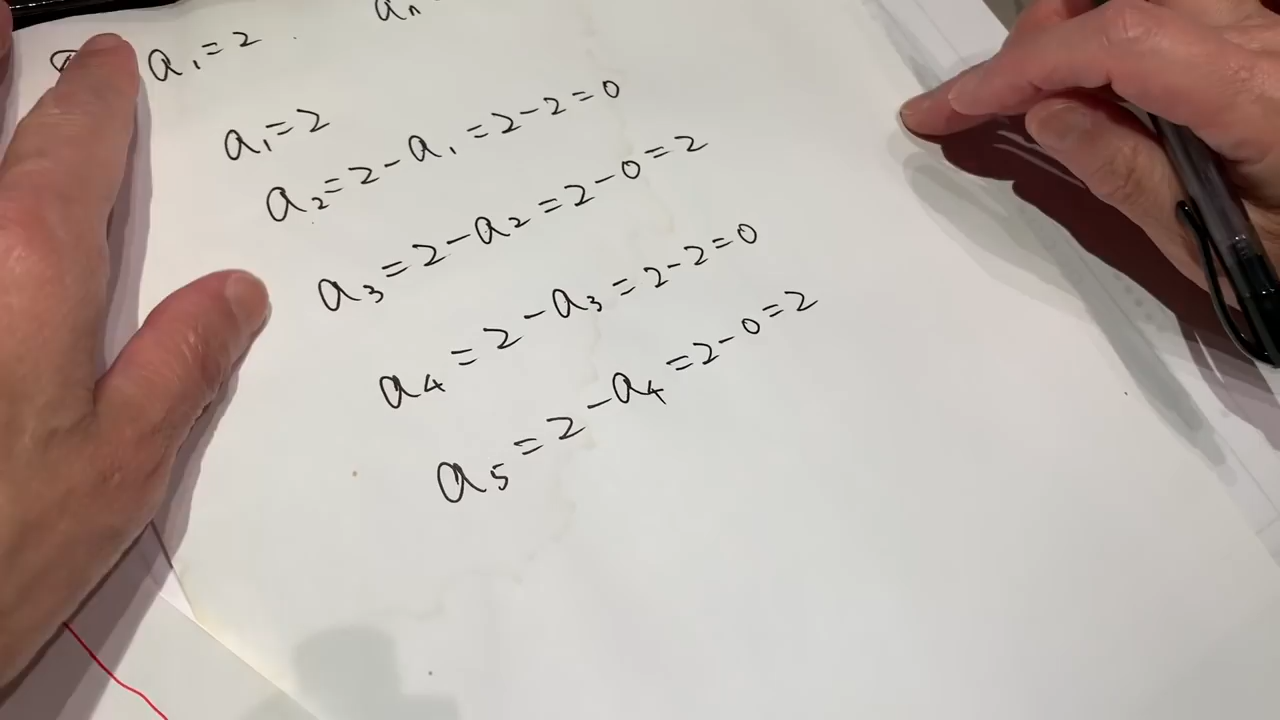 a₁=2 . aₙ
a₁=2
a₂=2-a₁=2-2=0
a₃=2-a₂=2-0=2
a₄=2-a₃=2-2=0
a₅=2-a₄=2-0=2